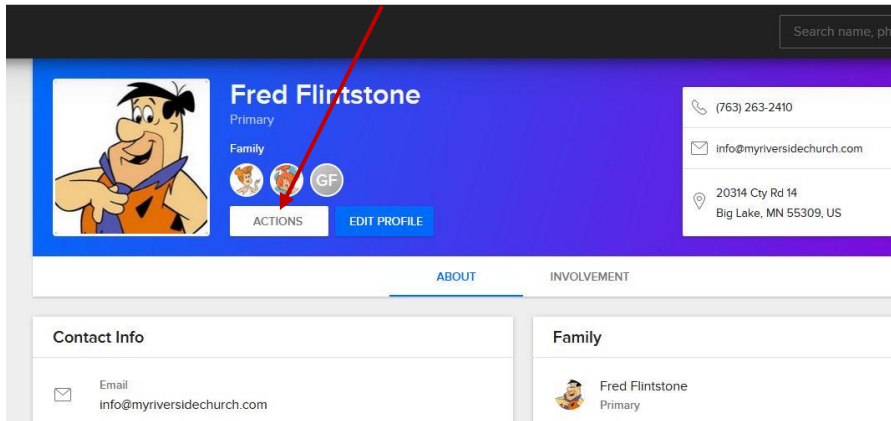 Search name, ph
Fred Flintstone
Primary
Family
GF
ACTIONS
EDIT PROFILE
(763) 263-2410
info@myriversidechurch.com
20314 Cty Rd 14
Big Lake, MN 55309, US
ABOUT
INVOLVEMENT
Contact Info
Email
info@myriversidechurch.com
Family
Fred Flintstone
Primary